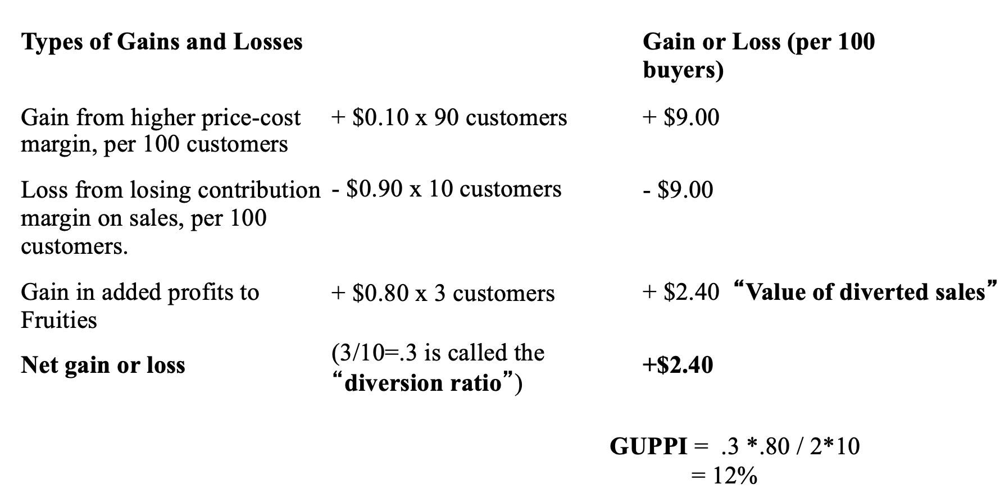 Types of Gains and Losses
Gain or Loss (per 100
buyers)
Gain from higher price-cost
margin, per 100 customers
+ $0.10 x 90 customers
+ $9.00
Loss from losing contribution
margin on sales, per 100
customers.
- $0.90 x 10 customers
- $9.00
Gain in added profits to
Fruities
+ $0.80 x 3 customers
+ $2.40 “Value of diverted sales”
Net gain or loss
(3/10=.3 is called the
“diversion ratio”)
+$2.40
GUPPI = .3 *.80 / 2*10
= 12%